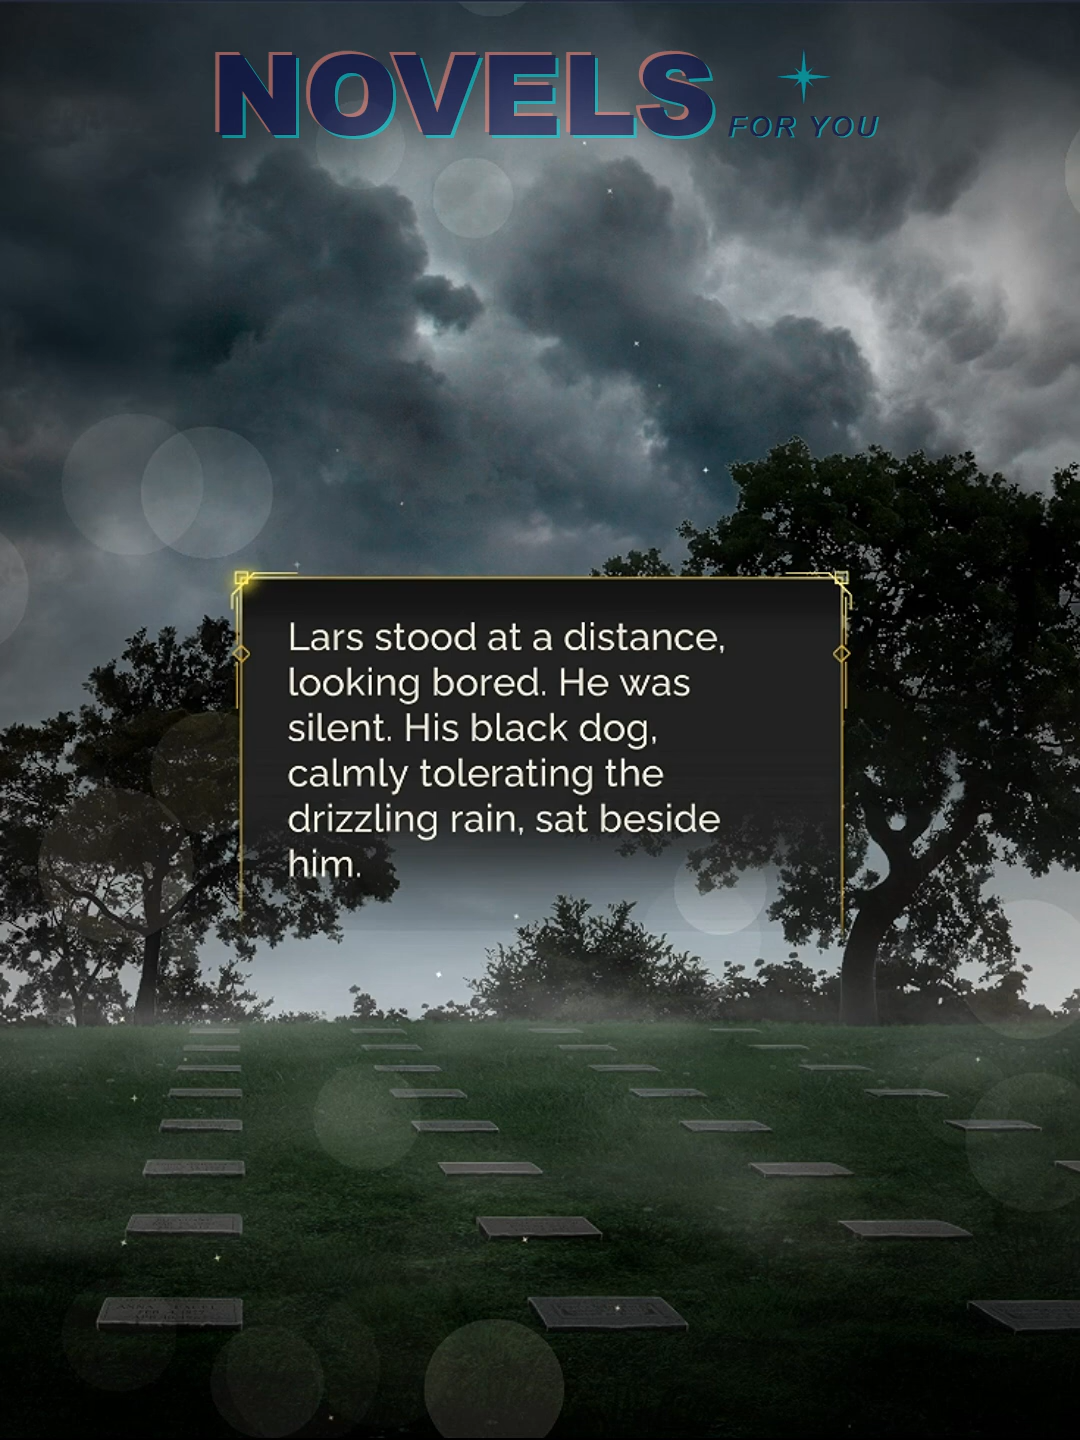 NOVELS
FOR YOU
Lars stood at a distance,
looking bored. He was
silent. His black dog,
calmly tolerating the
drizzling rain, sat beside
him.